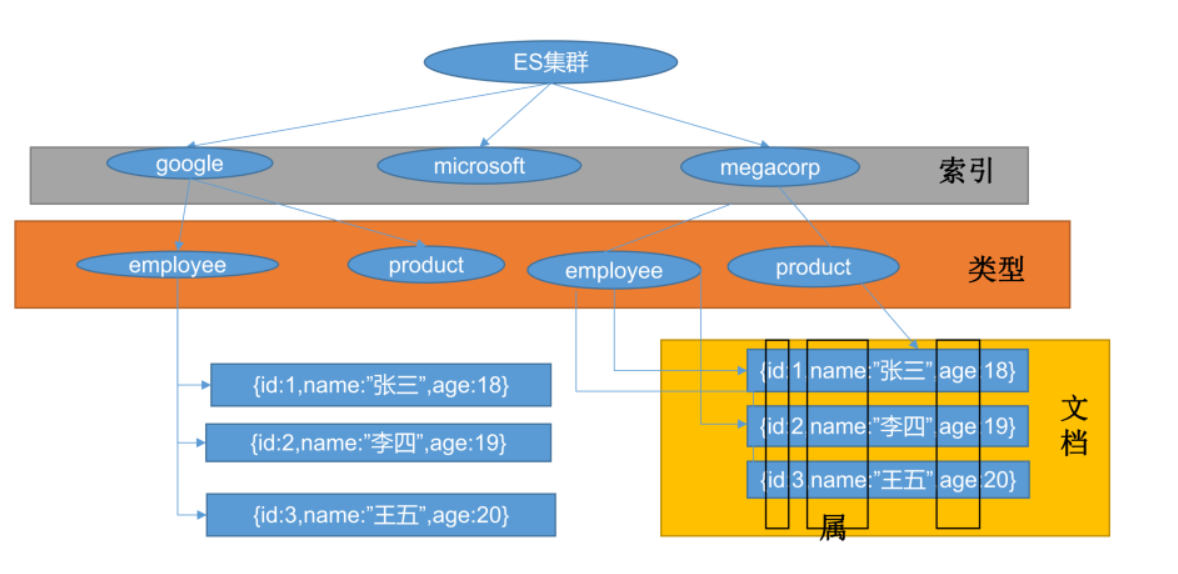 ES集群
google
microsoft
megacorp
索引
employee
product
employee
product
类型
{id:1,name:”张三”,age:18}
{id:2,name:”李四”,age:19}
{id:3,name:”王五”,age:20}
{id:1,name:”张三”,age:18}
{id:2,name:”李四”,age:19}
{id:3,name:”王五”,age:20}
文档
属